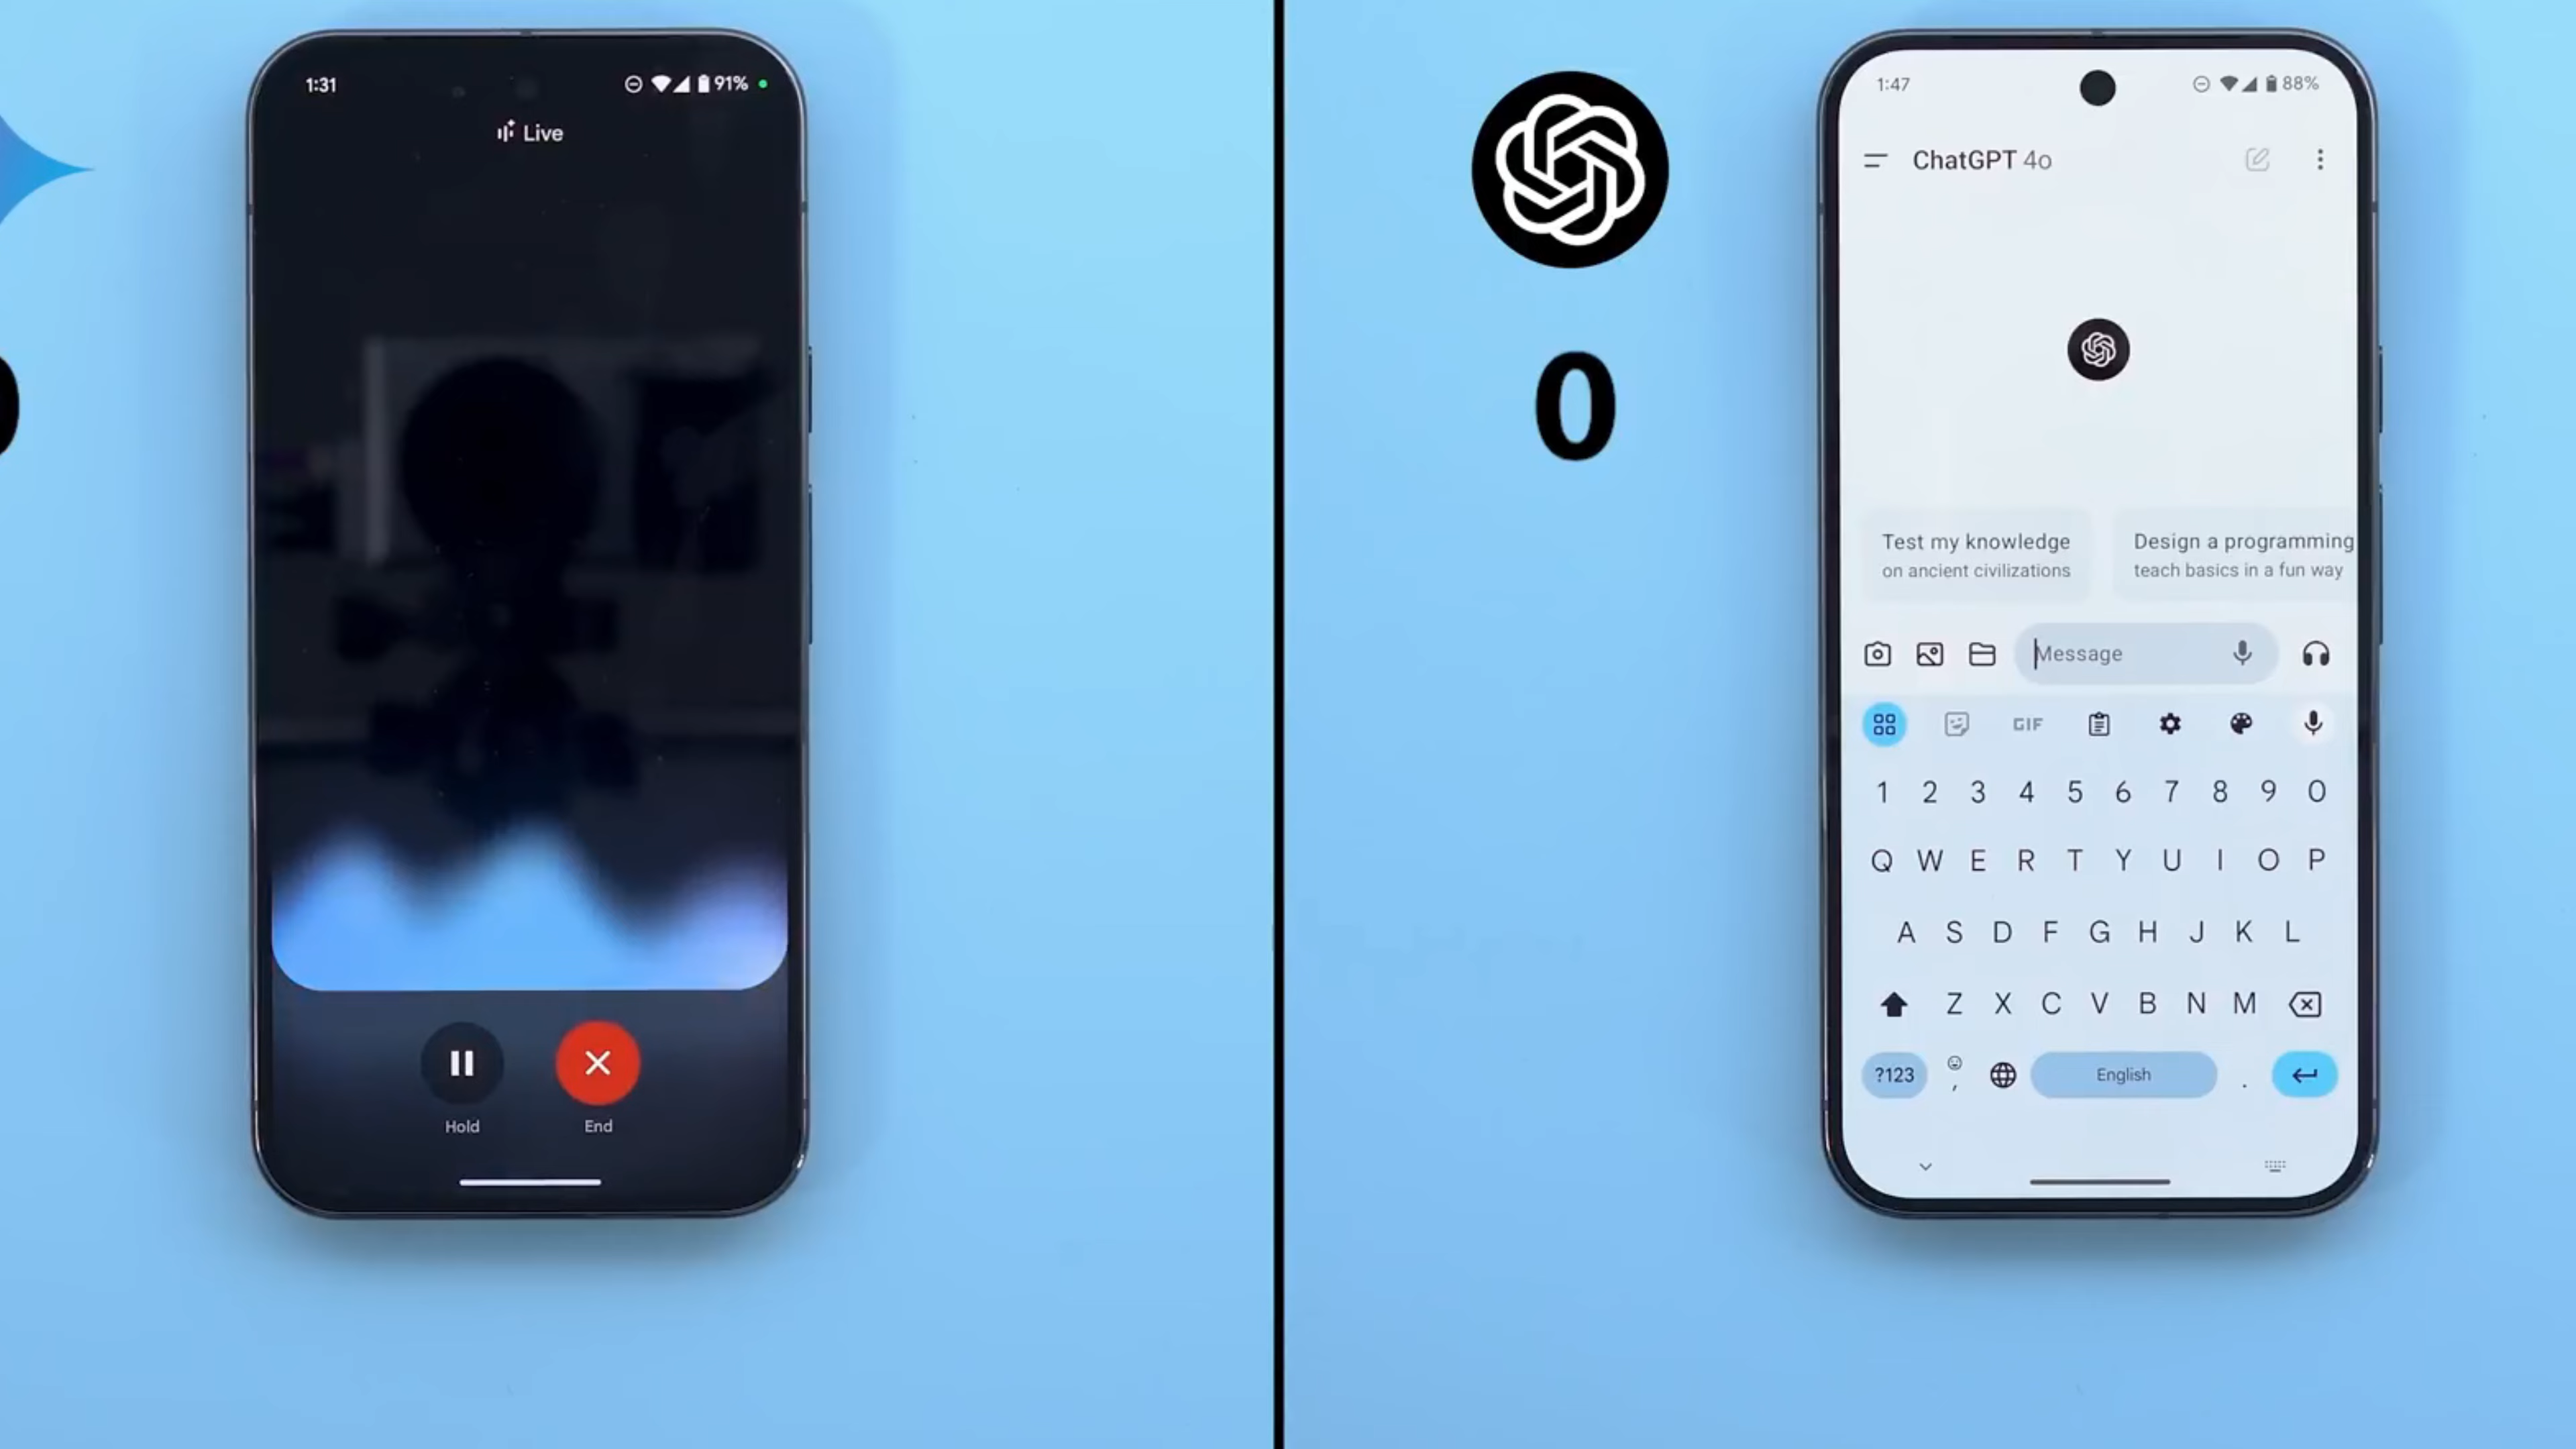 1:31
91%
Live
Hold
End
0
1:47
88%
ChatGPT 4o
Test my knowledge
on ancient civilizations
Design a programming
teach basics in a fun way
Message
GIF
1 2 3 4 5 6 7 8 9 0
Q W E R T Y U I O P
A S D F G H J K L
Z X C V B N M
?123 , English .